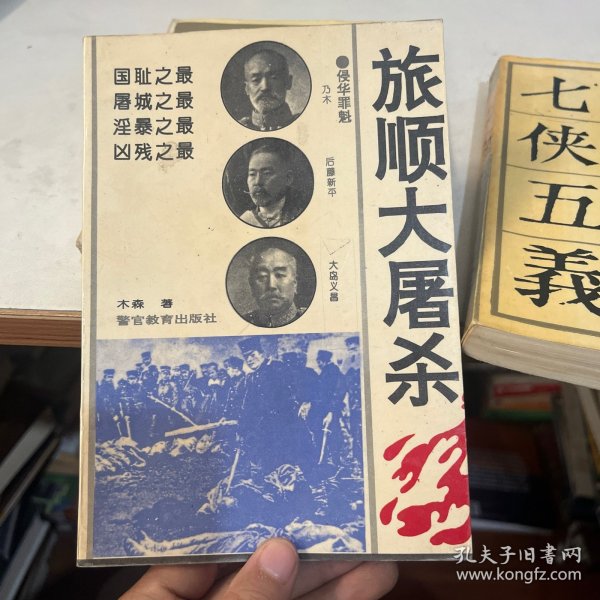 旅顺大屠杀
国耻之最
屠城之最
淫暴之最
凶残之最
●侵华罪魁
乃木
后藤新平
大岛义昌
木森 著
警官教育出版社
七侠五義
孔夫子旧书网
www.kongfz.com